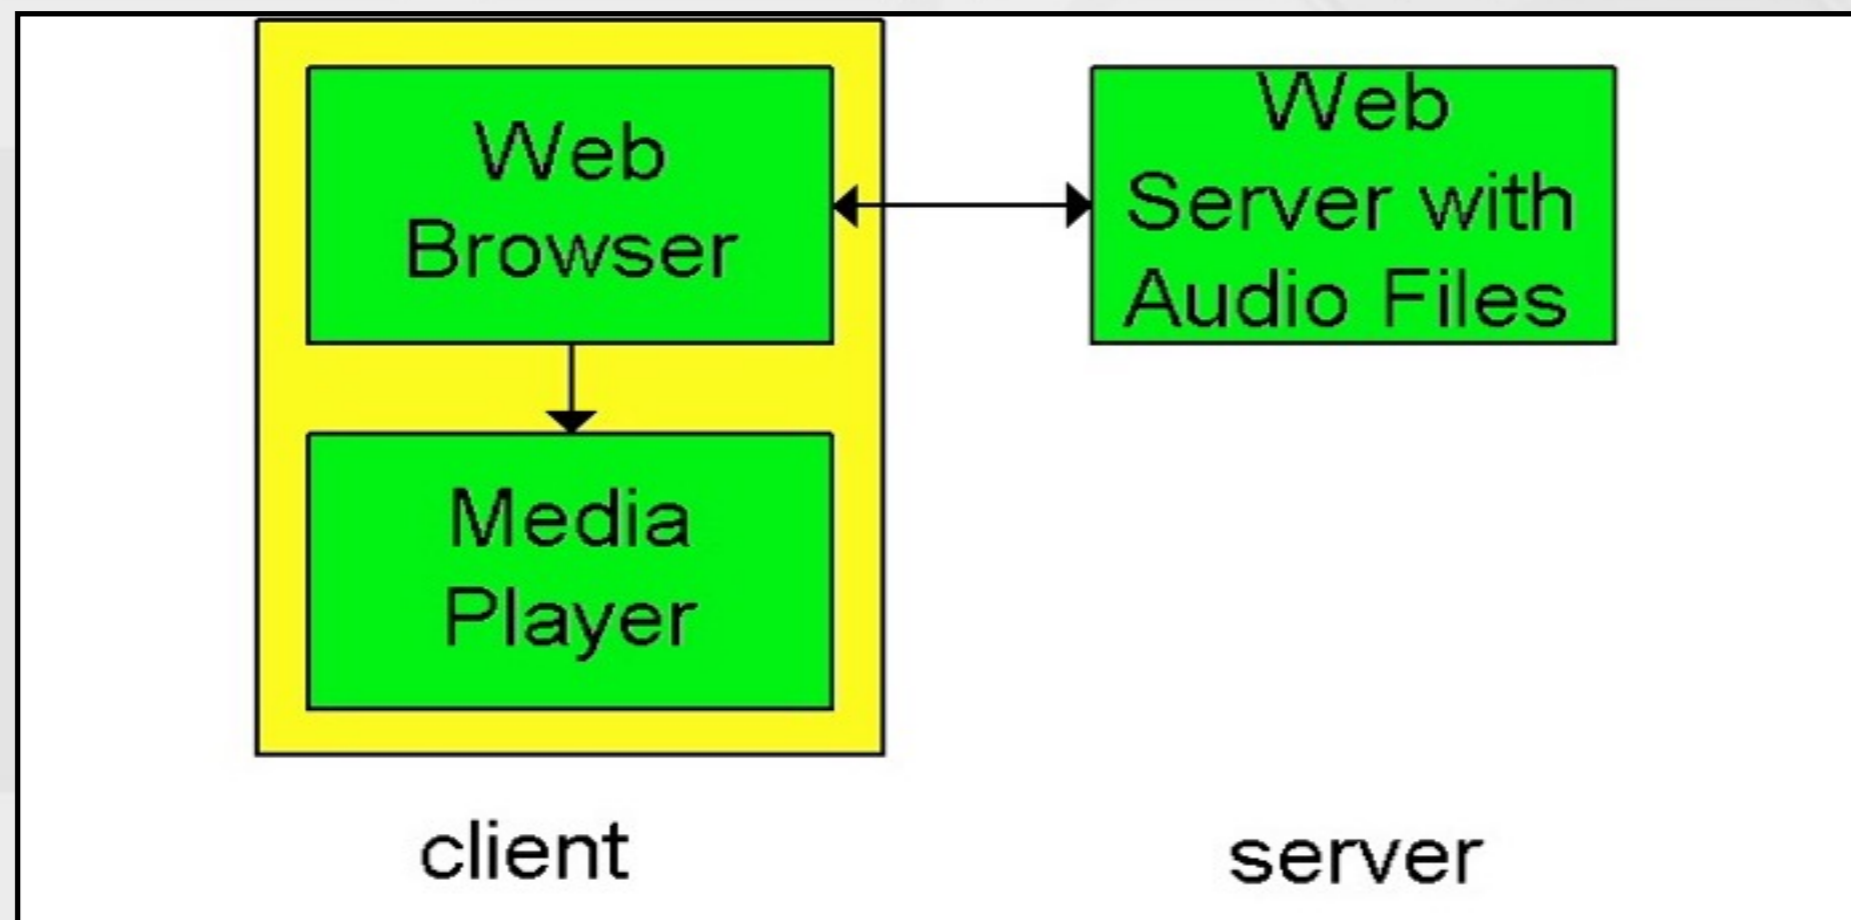 Web
Browser
Web
Server with
Audio Files
Media
Player
client
server